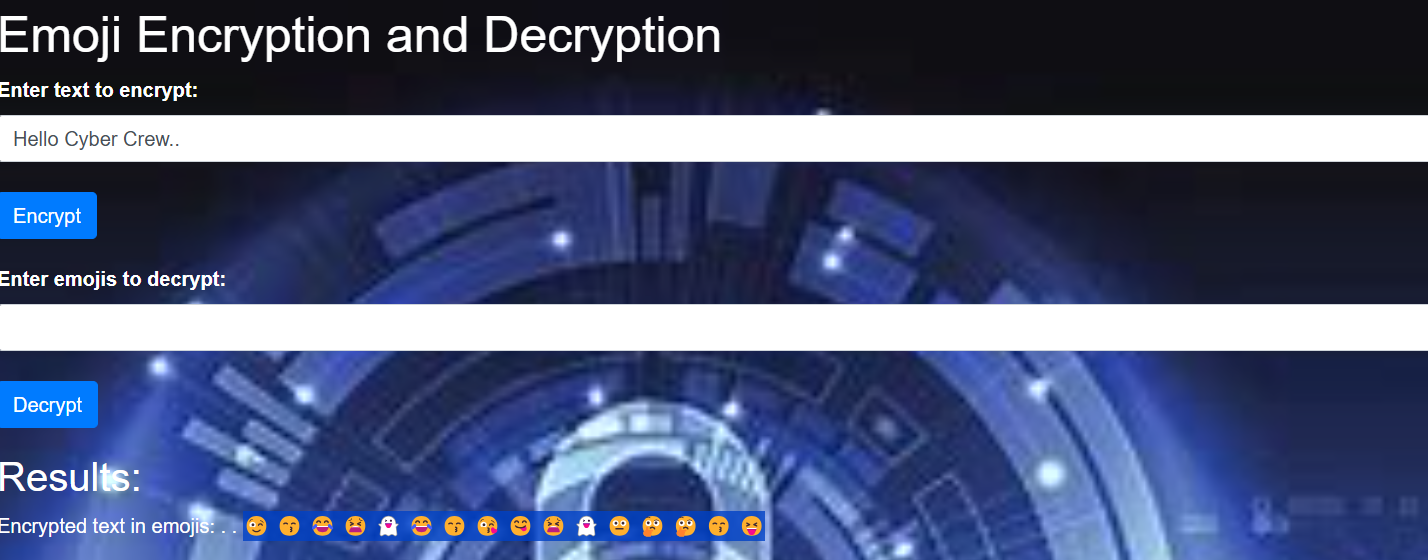 Emoji Encryption and Decryption
Enter text to encrypt:
Hello Cyber Crew..
Encrypt
Enter emojis to decrypt:
Decrypt
Results:
Encrypted text in emojis: . . 😉 😙 😂 😫 👻 😂 😙 😘 😋 😫 👻 😐 🤔 🤔 😙 😝